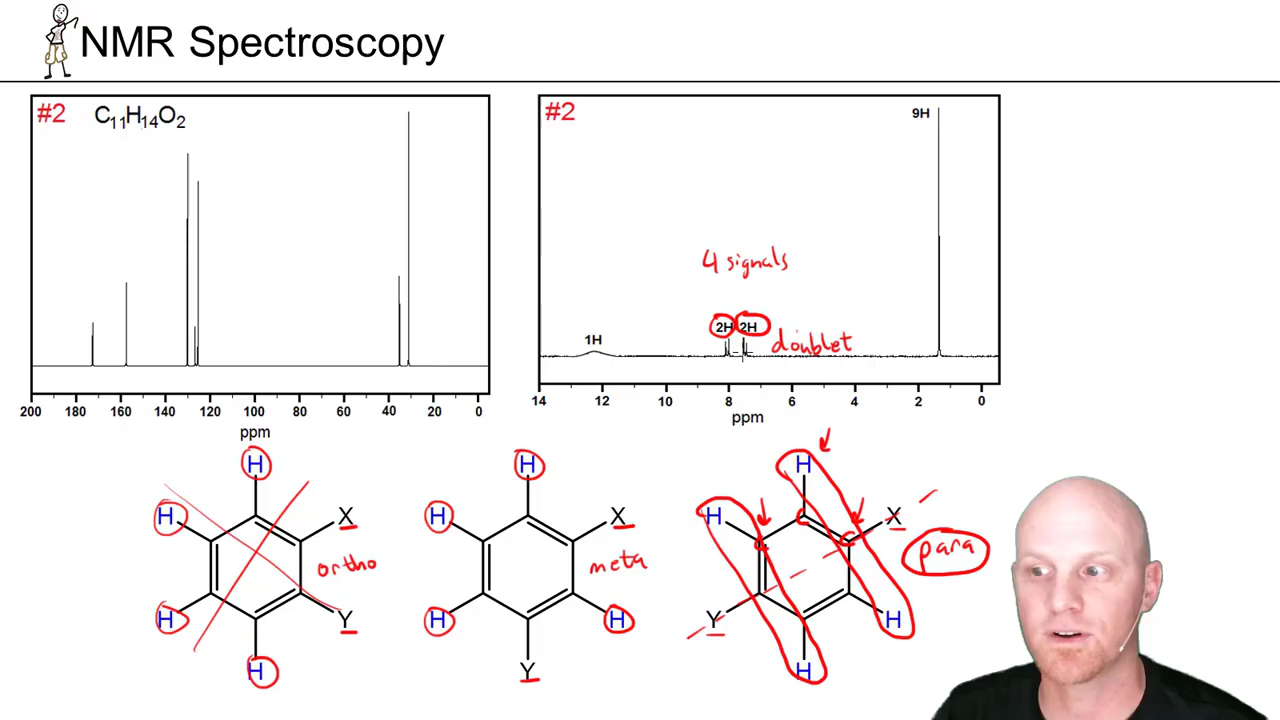 NMR Spectroscopy
#2 C₁₁H₁₄O₂
200 180 160 140 120 100 80 60 40 20 0
ppm
#2
9H
4 signals
2H 2H
1H
doublet
14 12 10 8 6 4 2 0
ppm
H
H X
ortho
H Y
H
H
H X
meta
H H
Y
H
H X
para
Y H
H